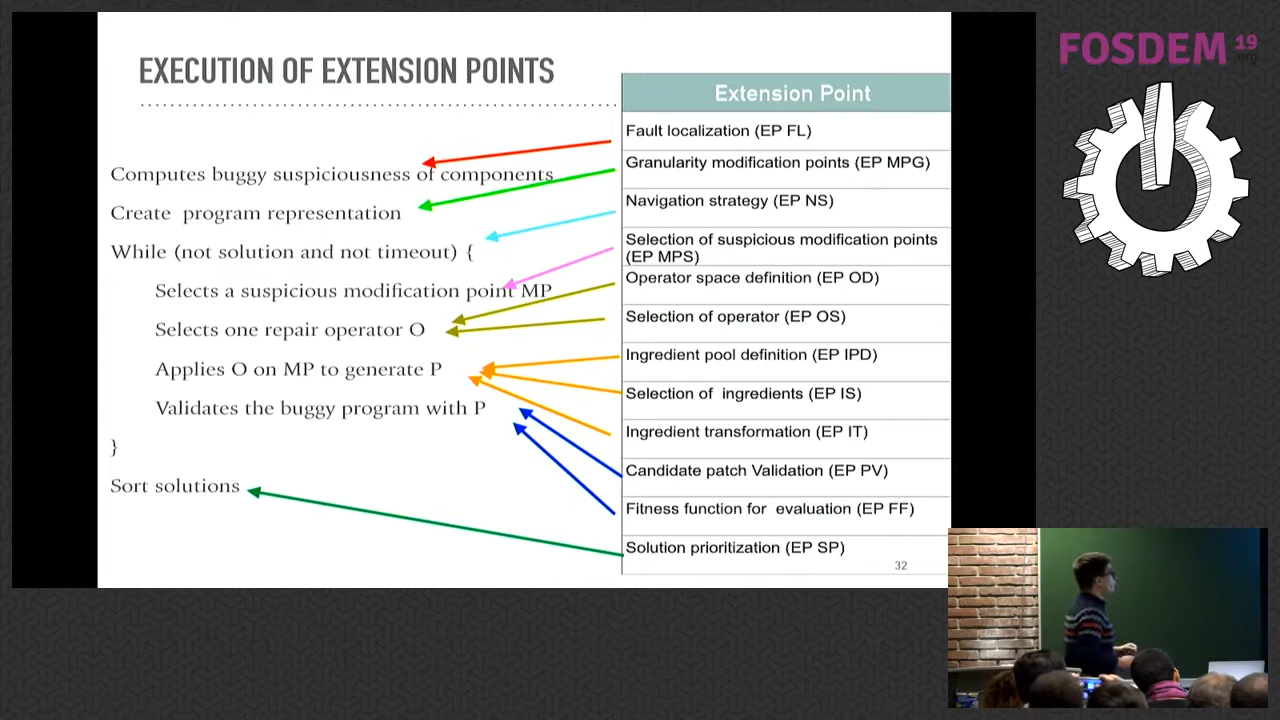 EXECUTION OF EXTENSION POINTS
Computes buggy suspiciousness of components
Create program representation
While (not solution and not timeout) {
Selects a suspicious modification point MP
Selects one repair operator O
Applies O on MP to generate P
Validates the buggy program with P
}
Sort solutions
Extension Point
Fault localization (EP FL)
Granularity modification points (EP MPG)
Navigation strategy (EP NS)
Selection of suspicious modification points
(EP MPS)
Operator space definition (EP OD)
Selection of operator (EP OS)
Ingredient pool definition (EP IPD)
Selection of ingredients (EP IS)
Ingredient transformation (EP IT)
Candidate patch Validation (EP PV)
Fitness function for evaluation (EP FF)
Solution prioritization (EP SP)
32
FOSDEM 19
.org